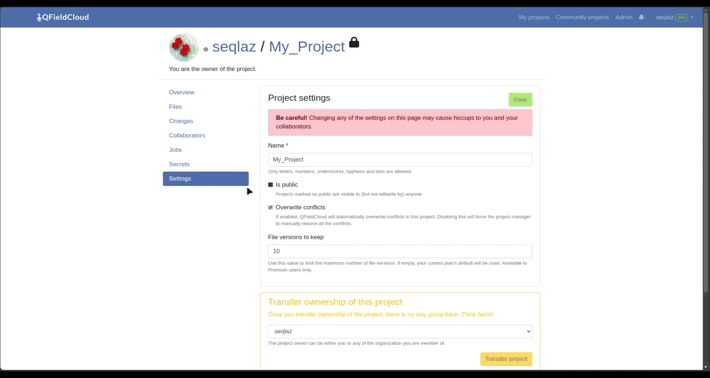 QFieldCloud
My projects Community projects Admin seqlaz
seqlaz / My_Project
You are the owner of the project.
Overview
Files
Changes
Collaborators
Jobs
Secrets
Settings
Project settings
Save
Be careful! Changing any of the settings on this page may cause hiccups to you and your
collaborators.
Name *
My_Project
Only letters, numbers, underscores, hyphens and dots are allowed.
Is public
Projects marked as public are visible to (but not editable by) anyone.
Overwrite conflicts
If enabled, QFieldCloud will automatically overwrite conflicts in this project. Disabling this will force the project manager
to manually resolve all the conflicts.
File versions to keep
10
Use this value to limit the maximum number of file versions. If empty, your current plan's default will be used. Available to
Premium users only.
Transfer ownership of this project
Once you transfer ownership of the project, there is no way going back. Think twice!
seqlaz
The project owner can be either you or any of the organization you are member of.
Transfer project